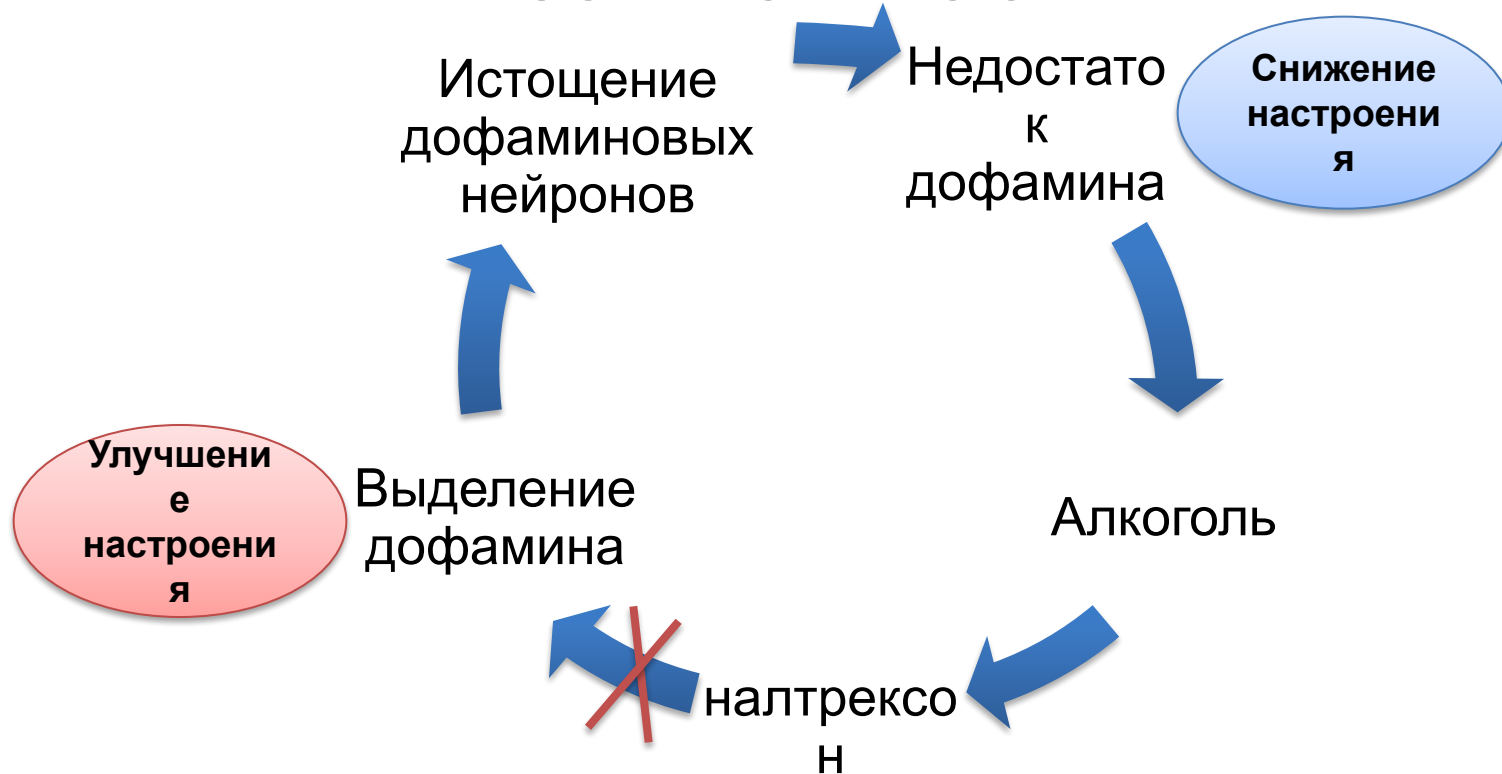 Истощение
дофаминовых
нейронов
Недостато
к
дофамина
Снижение
настроени
я
Алкоголь
налтрексо
н
Выделение
дофамина
Улучшени
е
настроени
я